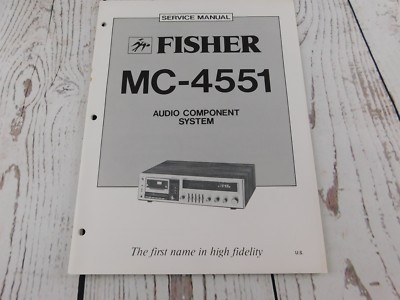 SERVICE MANUAL
FISHER
MC-4551
AUDIO COMPONENT
SYSTEM
The first name in high fidelity